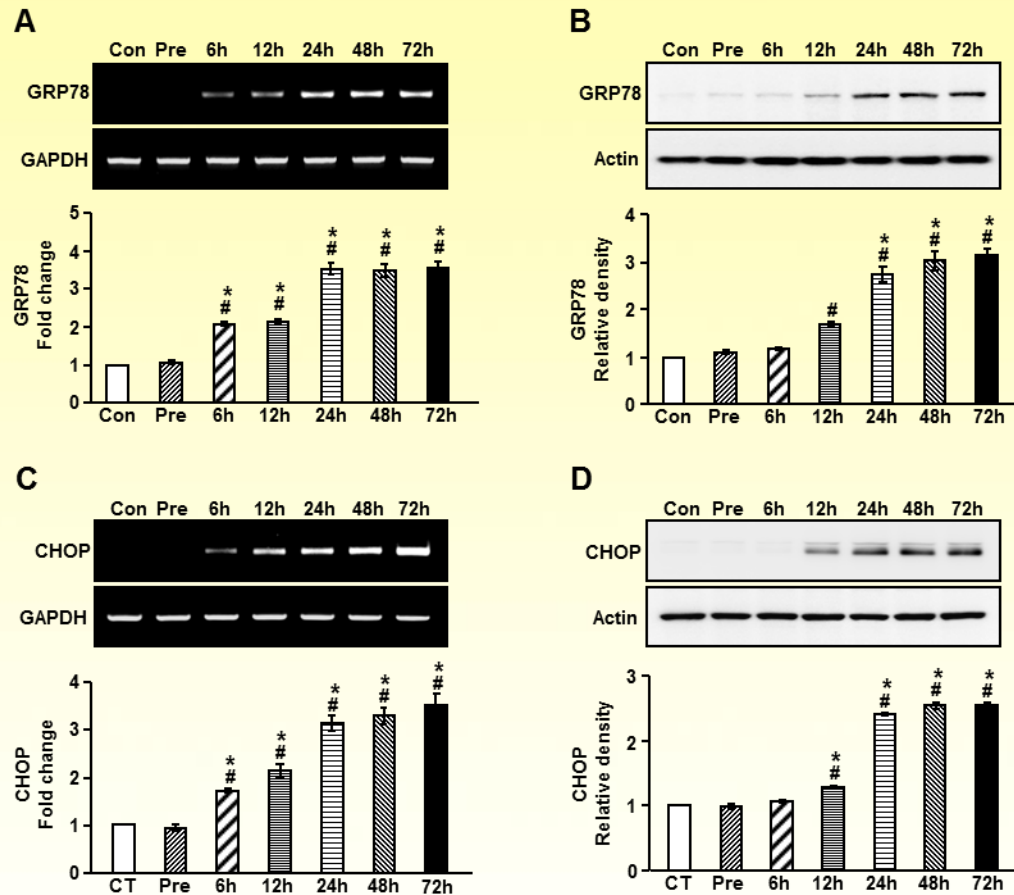 A
Con Pre 6h 12h 24h 48h 72h
GRP78
GAPDH
GRP78
Fold change
5
4
3
2
1
0
* # * # * # * # * #
Con Pre 6h 12h 24h 48h 72h
B
Con Pre 6h 12h 24h 48h 72h
GRP78
Actin
GRP78
Relative density
4
3
2
1
0
# * # * # * #
Con Pre 6h 12h 24h 48h 72h
C
Con Pre 6h 12h 24h 48h 72h
CHOP
GAPDH
CHOP
Fold change
4
3
2
1
0
* # * # * # * # * #
CT Pre 6h 12h 24h 48h 72h
D
Con Pre 6h 12h 24h 48h 72h
CHOP
Actin
CHOP
Relative density
3
2
1
0
* # * # * # * #
CT Pre 6h 12h 24h 48h 72h